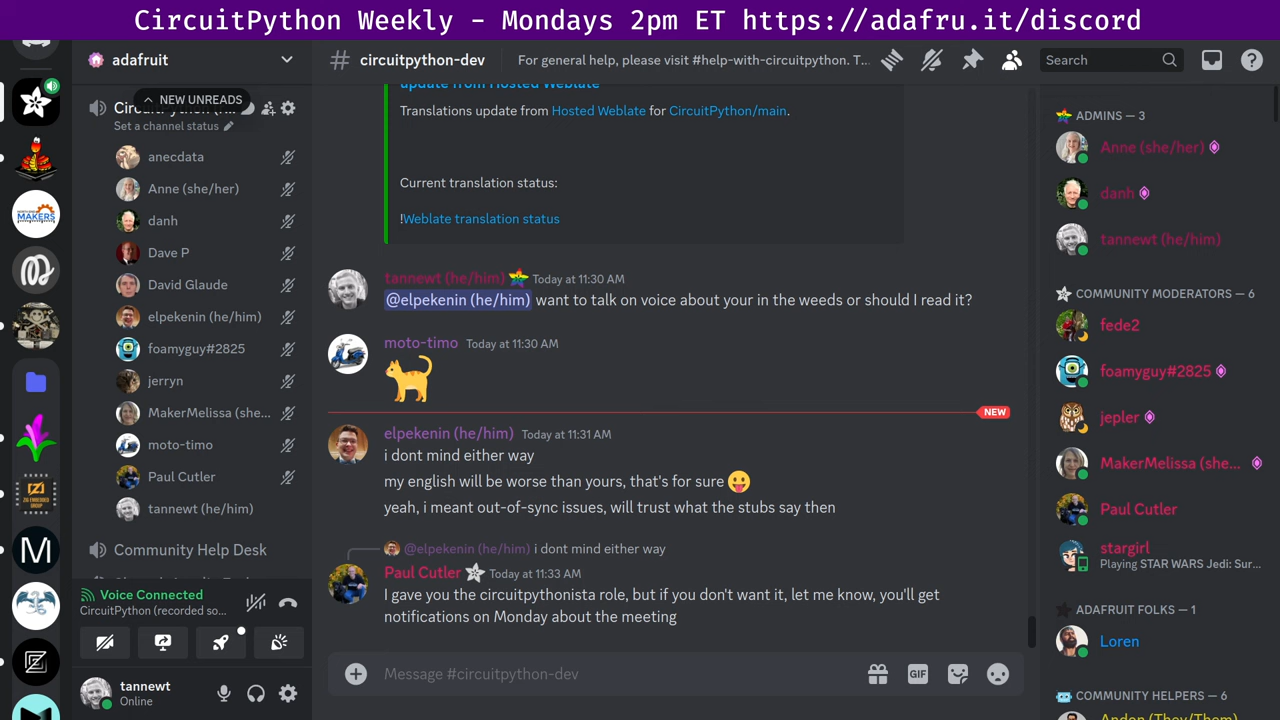 CircuitPython Weekly - Mondays 2pm ET https://adafru.it/discord
adafruit
NEW UNREADS
Set a channel status
anecdata
Anne (she/her)
danh
Dave P
David Glaude
elpekenin (he/him)
foamyguy#2825
jerryn
MakerMelissa (she...
moto-timo
Paul Cutler
tannewt (he/him)
Community Help Desk
Voice Connected
CircuitPython (recorded so...
tannewt
Online
# circuitpython-dev
For general help, please visit #help-with-circuitpython. T...
Search
Translations update from Hosted Weblate for CircuitPython/main.
Current translation status:
!Weblate translation status
tannewt (he/him) Today at 11:30 AM
@elpekenin (he/him) want to talk on voice about your in the weeds or should I read it?
moto-timo Today at 11:30 AM
NEW
elpekenin (he/him) Today at 11:31 AM
i dont mind either way
my english will be worse than yours, that's for sure
yeah, i meant out-of-sync issues, will trust what the stubs say then
@elpekenin (he/him) i dont mind either way
Paul Cutler Today at 11:33 AM
I gave you the circuitpythonista role, but if you don't want it, let me know, you'll get
notifications on Monday about the meeting
Message #circuitpython-dev
GIF
ADMINS — 3
Anne (she/her)
danh
tannewt (he/him)
COMMUNITY MODERATORS — 6
fede2
foamyguy#2825
jepler
MakerMelissa (she...
Paul Cutler
stargirl
Playing STAR WARS Jedi: Sur...
ADAFRUIT FOLKS — 1
Loren
COMMUNITY HELPERS — 6